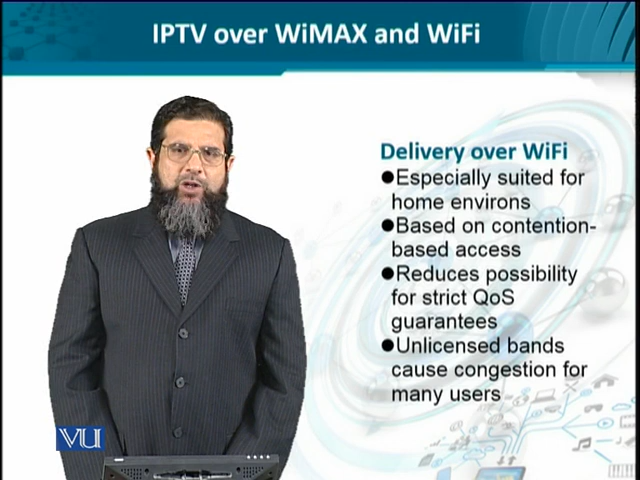 IPTV over WiMAX and WiFi
Delivery over WiFi
●Especially suited for
home environs
●Based on contention-
based access
●Reduces possibility
for strict QoS
guarantees
●Unlicensed bands
cause congestion for
many users
VU